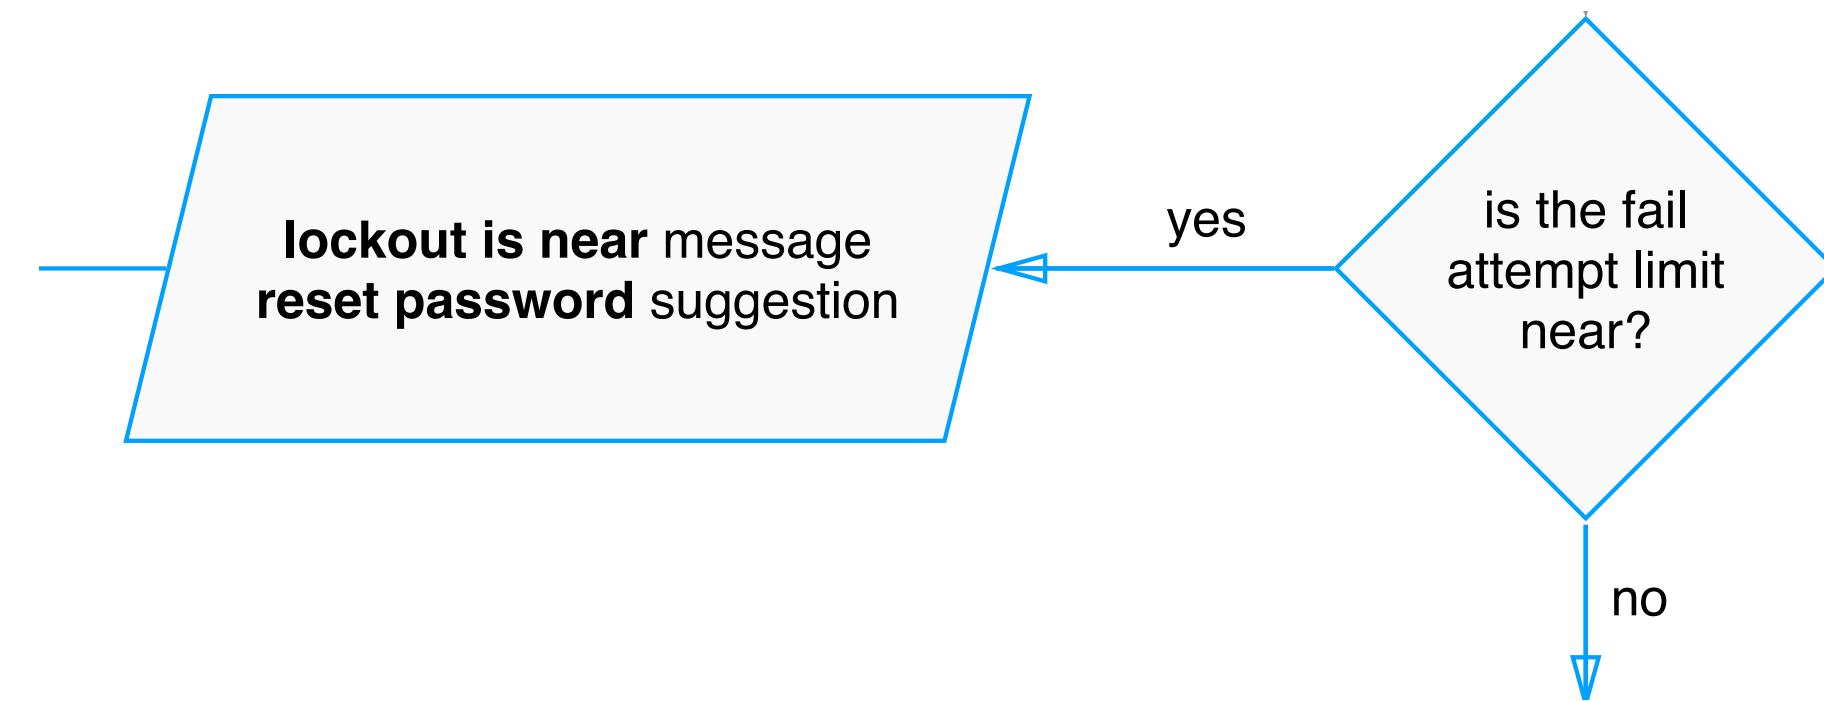 lockout is near message
reset password suggestion
yes
is the fail
attempt limit
near?
no